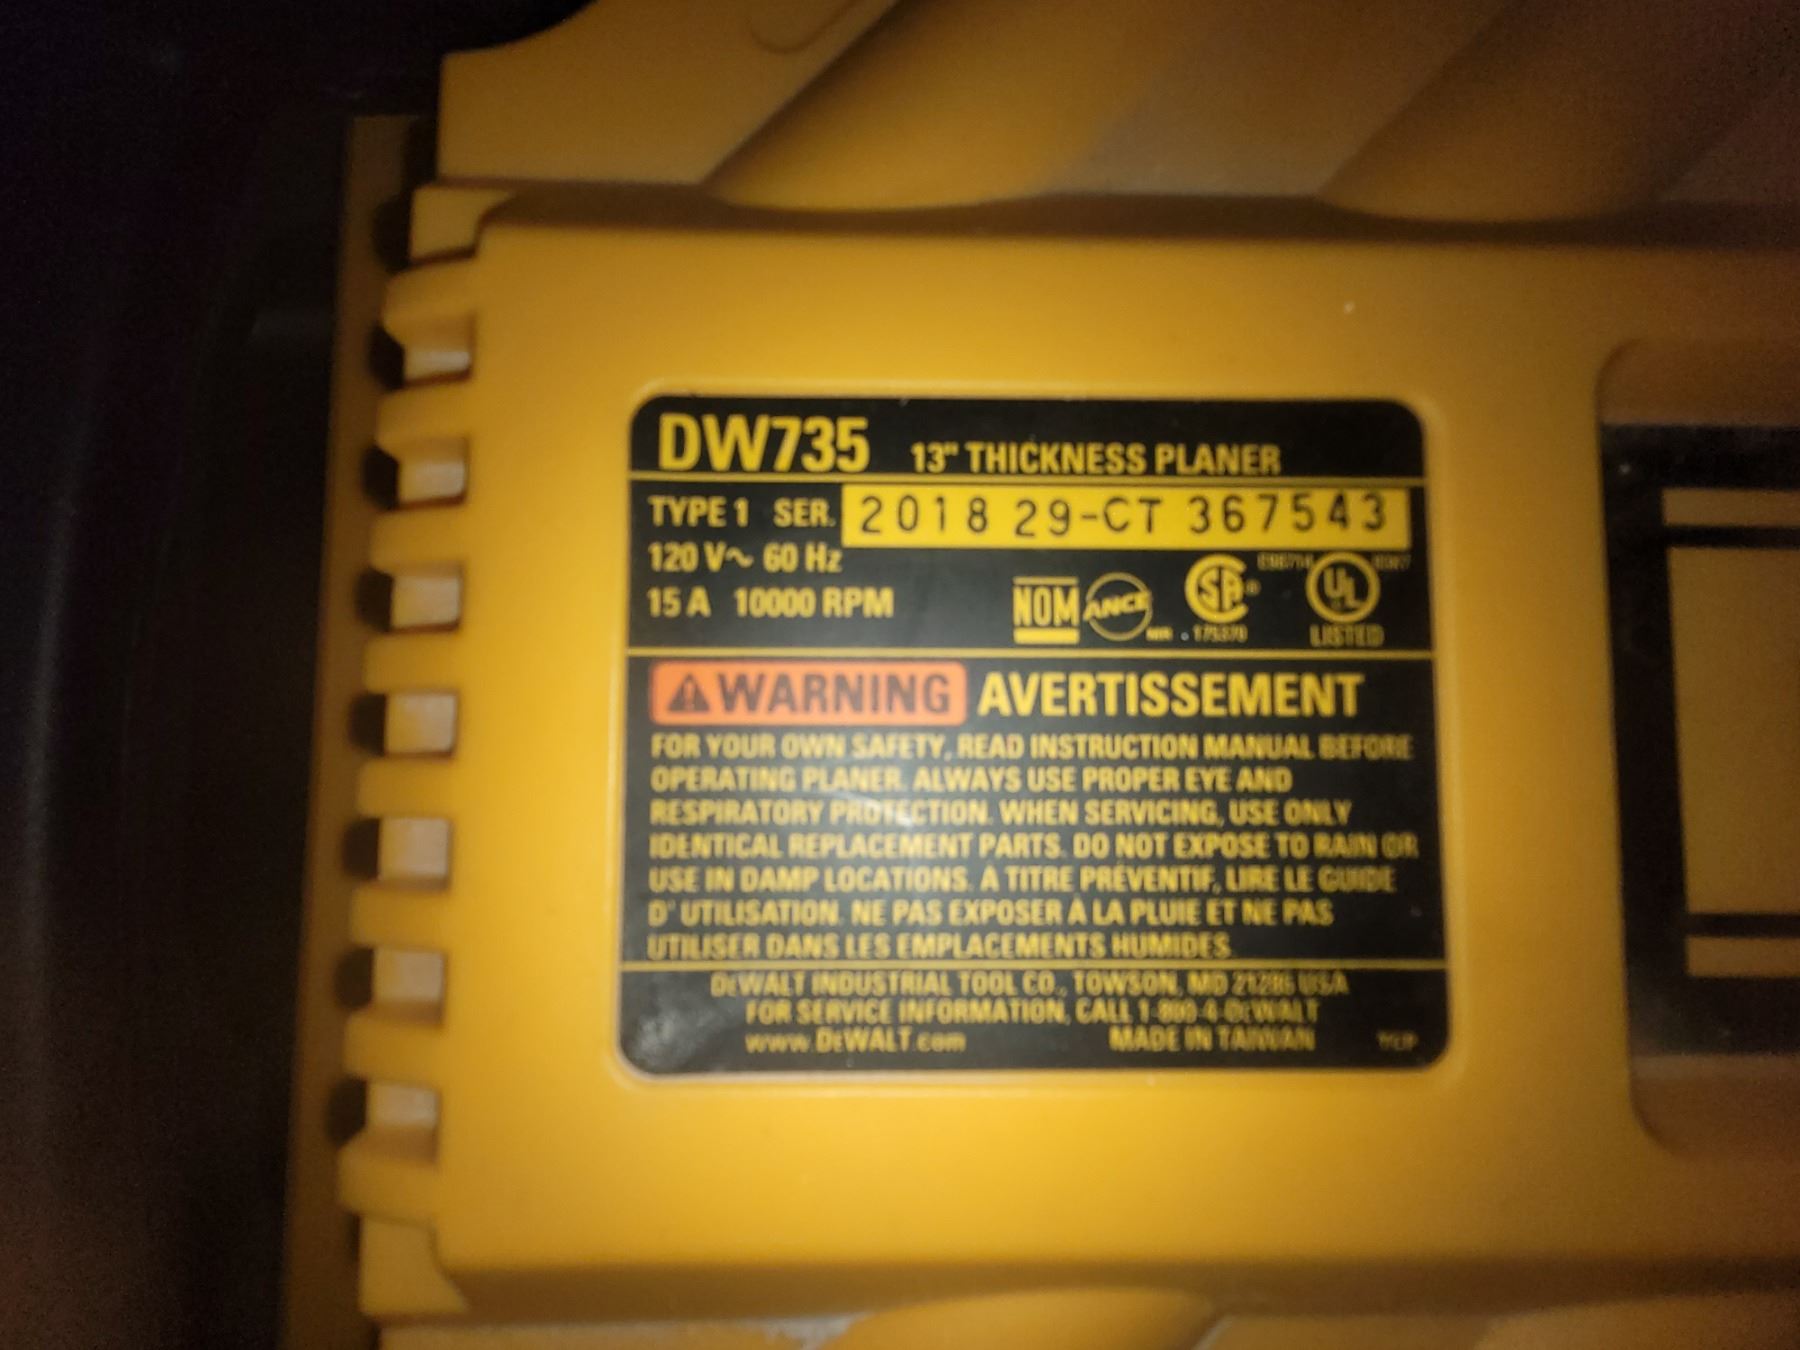 DW735 13" THICKNESS PLANER
TYPE 1 SER. 2018 29-CT 367543
120 V~ 60 Hz
15 A 10000 RPM
NOM ANCE SA UL
175370 LISTED
WARNING AVERTISSEMENT
FOR YOUR OWN SAFETY, READ INSTRUCTION MANUAL BEFORE
OPERATING PLANER. ALWAYS USE PROPER EYE AND
RESPIRATORY PROTECTION. WHEN SERVICING, USE ONLY
IDENTICAL REPLACEMENT PARTS. DO NOT EXPOSE TO RAIN OR
USE IN DAMP LOCATIONS. À TITRE PRÉVENTIF, LIRE LE GUIDE
D' UTILISATION. NE PAS EXPOSER À LA PLUIE ET NE PAS
UTILISER DANS LES EMPLACEMENTS HUMIDES.
DEWALT INDUSTRIAL TOOL CO., TOWSON, MD 21286 USA
FOR SERVICE INFORMATION, CALL 1-800-4-DEWALT
www.DEWALT.com MADE IN TAIWAN